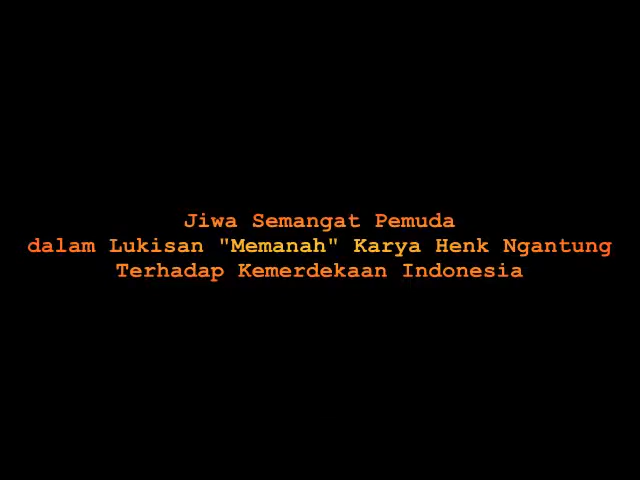 Jiwa Semangat Pemuda
dalam Lukisan "Memanah" Karya Henk Ngantung
Terhadap Kemerdekaan Indonesia